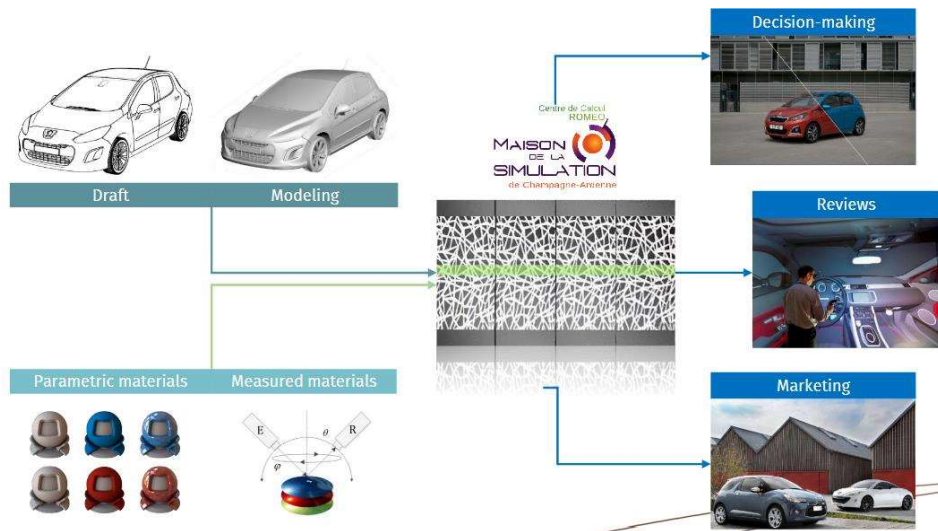 Decision-making
Centre de Calcul
ROMEO
MAISON
DE LA
SIMULATION
de Champagne-Ardenne
Draft
Modeling
Reviews
Parametric materials
Measured materials
E
R
θ
φ
Marketing